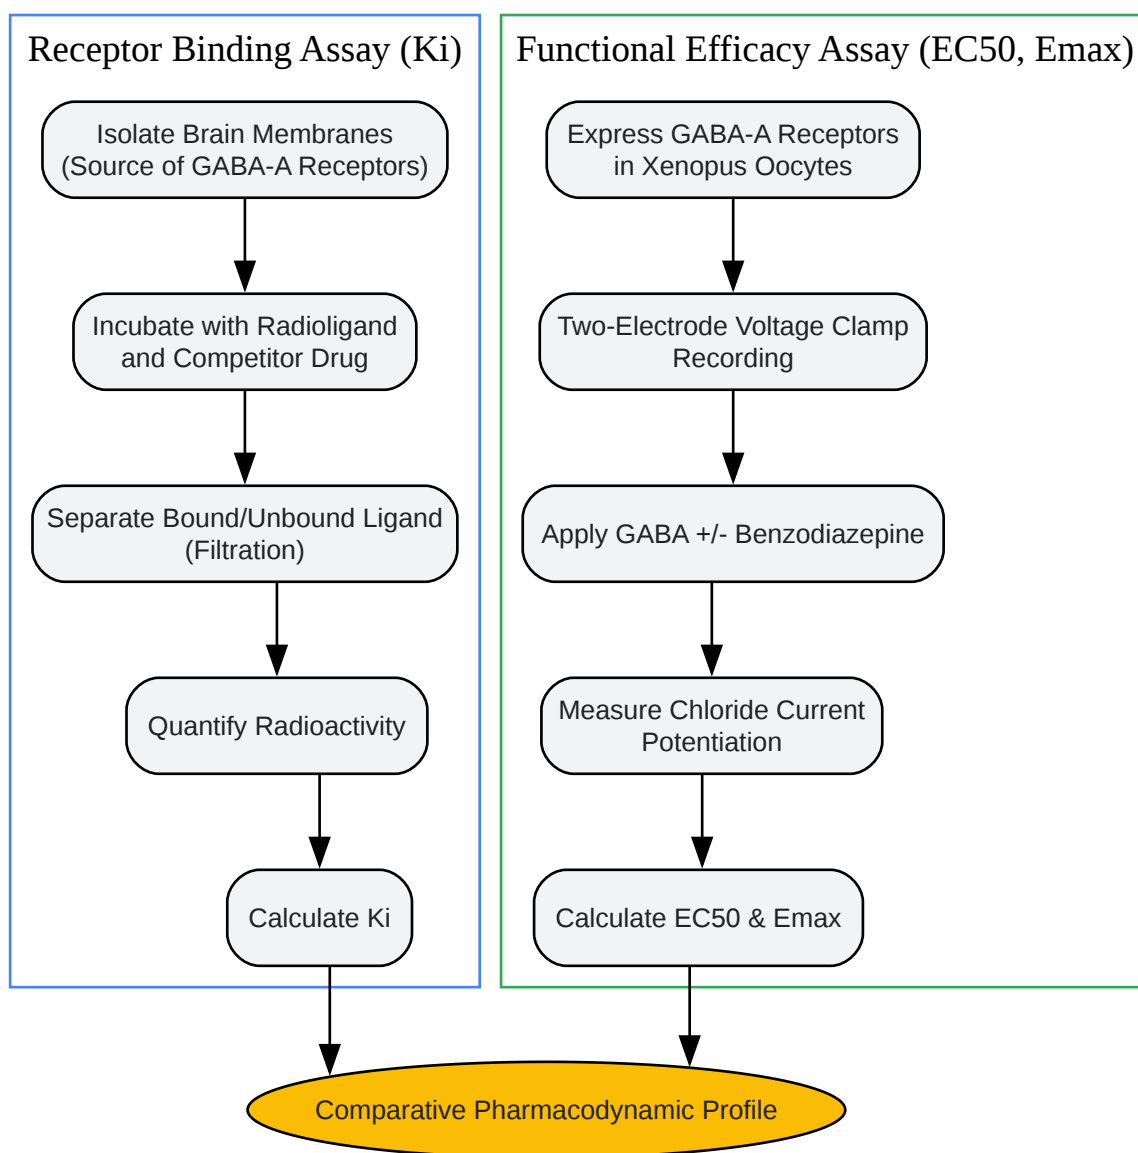 Receptor Binding Assay (Ki)
Isolate Brain Membranes
(Source of GABA-A Receptors)
Incubate with Radioligand
and Competitor Drug
Separate Bound/Unbound Ligand
(Filtration)
Quantify Radioactivity
Calculate Ki
Functional Efficacy Assay (EC50, Emax)
Express GABA-A Receptors
in Xenopus Oocytes
Two-Electrode Voltage Clamp
Recording
Apply GABA +/- Benzodiazepine
Measure Chloride Current
Potentiation
Calculate EC50 & Emax
Comparative Pharmacodynamic Profile